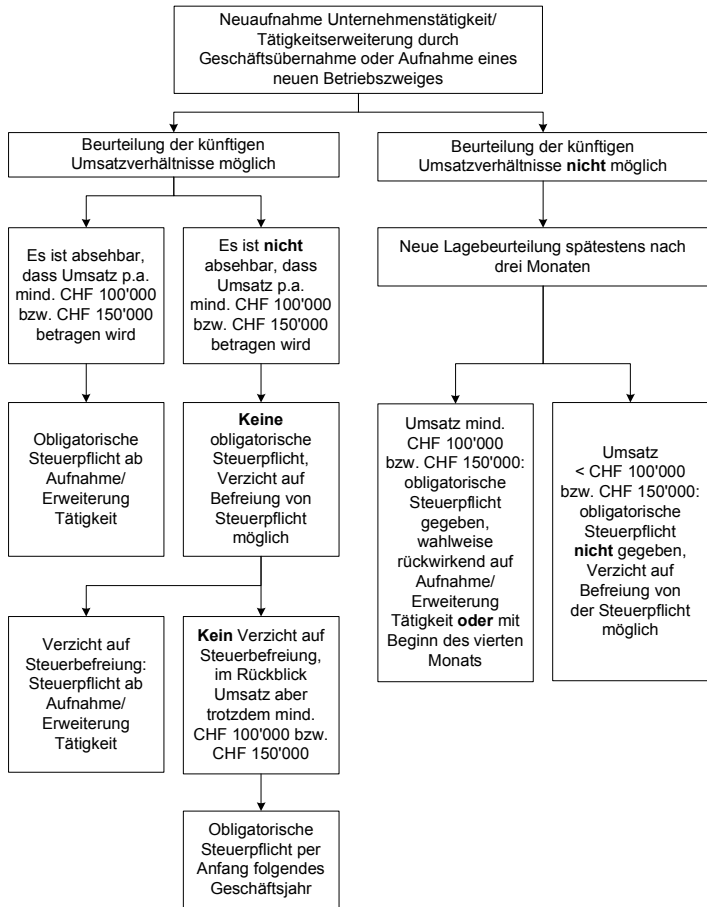 Neuaufnahme Unternehmenstätigkeit/
Tätigkeitserweiterung durch
Geschäftsübernahme oder Aufnahme eines
neuen Betriebszweiges
Beurteilung der künftigen
Umsatzverhältnisse möglich
Beurteilung der künftigen
Umsatzverhältnisse nicht möglich
Es ist absehbar,
dass Umsatz p.a.
mind. CHF 100'000
bzw. CHF 150'000
betragen wird
Es ist nicht
absehbar, dass
Umsatz p.a.
mind. CHF 100'000
bzw. CHF 150'000
betragen wird
Neue Lagebeurteilung spätestens nach
drei Monaten
Obligatorische
Steuerpflicht ab
Aufnahme/
Erweiterung
Tätigkeit
Keine
obligatorische
Steuerpflicht,
Verzicht auf
Befreiung von
Steuerpflicht
möglich
Umsatz mind.
CHF 100'000
bzw. CHF 150'000:
obligatorische
Steuerpflicht
gegeben,
wahlweise
rückwirkend auf
Aufnahme/
Erweiterung
Tätigkeit oder mit
Beginn des vierten
Monats
Umsatz
< CHF 100'000
bzw. CHF 150'000:
obligatorische
Steuerpflicht
nicht gegeben,
Verzicht auf
Befreiung von
der Steuerpflicht
möglich
Verzicht auf
Steuerbefreiung:
Steuerpflicht ab
Aufnahme/
Erweiterung
Tätigkeit
Kein Verzicht auf
Steuerbefreiung,
im Rückblick
Umsatz aber
trotzdem mind.
CHF 100'000 bzw.
CHF 150'000
Obligatorische
Steuerpflicht per
Anfang folgendes
Geschäftsjahr